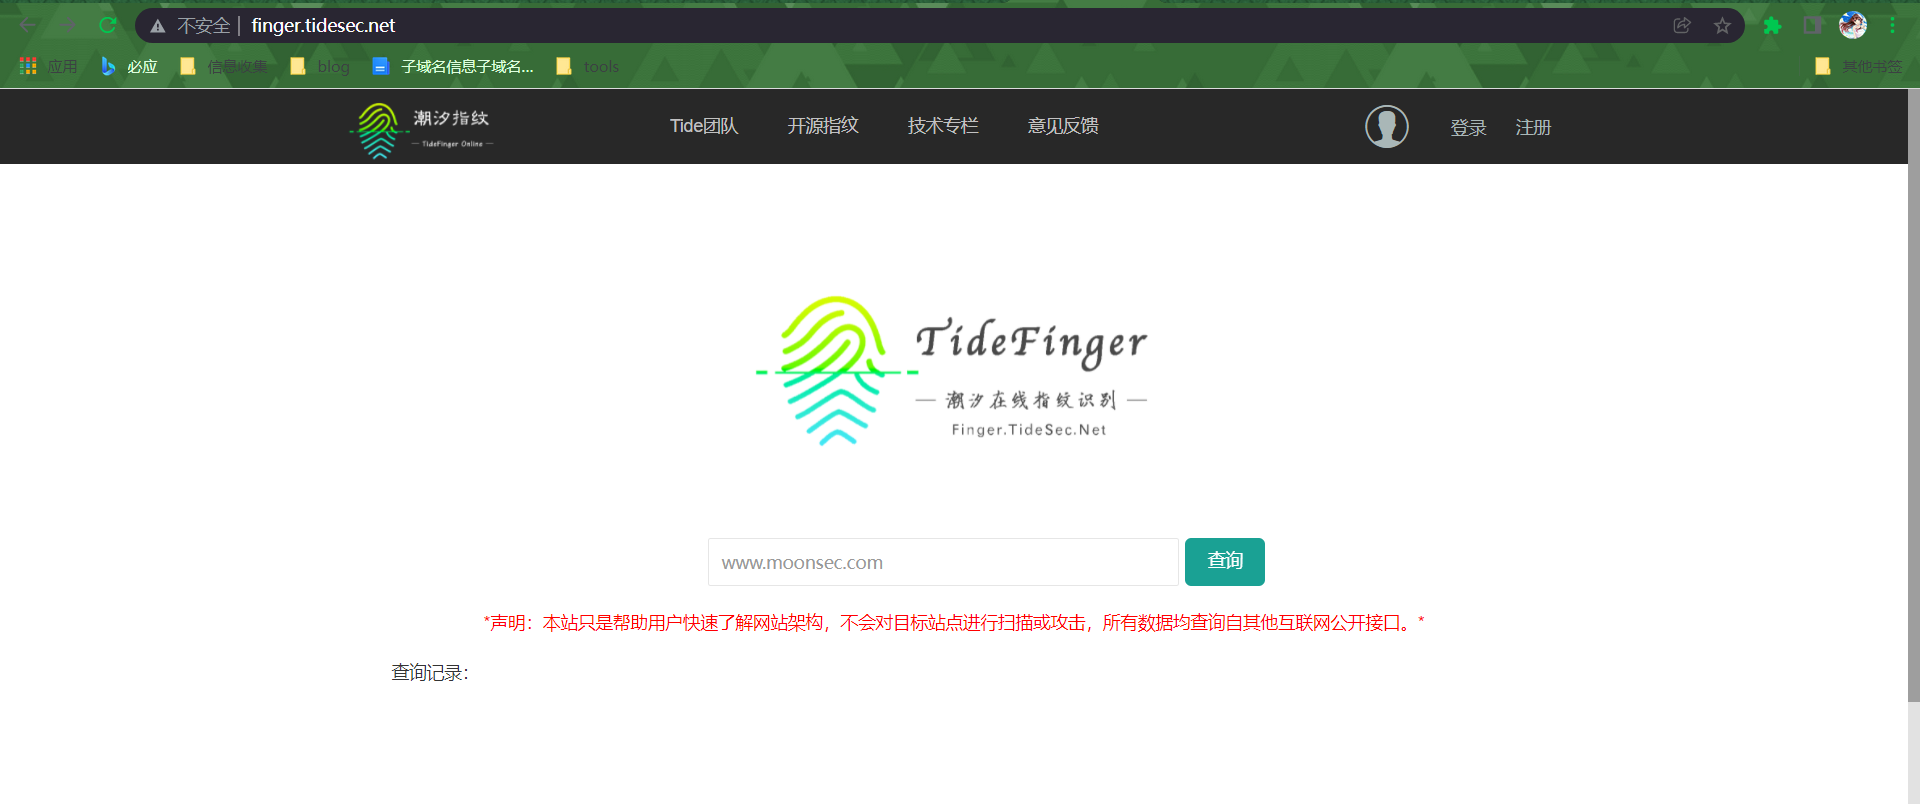 不安全 | finger.tidesec.net
应用 必应 信息收集 blog 子域名信息子域名... tools 其他书签
潮汐指纹
— TideFinger Online —
Tide团队 开源指纹 技术专栏 意见反馈 登录 注册
TideFinger
— 潮汐在线指纹识别 —
Finger.TideSec.Net
www.moonsec.com 查询
*声明：本站只是帮助用户快速了解网站架构，不会对目标站点进行扫描或攻击，所有数据均查询自其他互联网公开接口。*
查询记录：